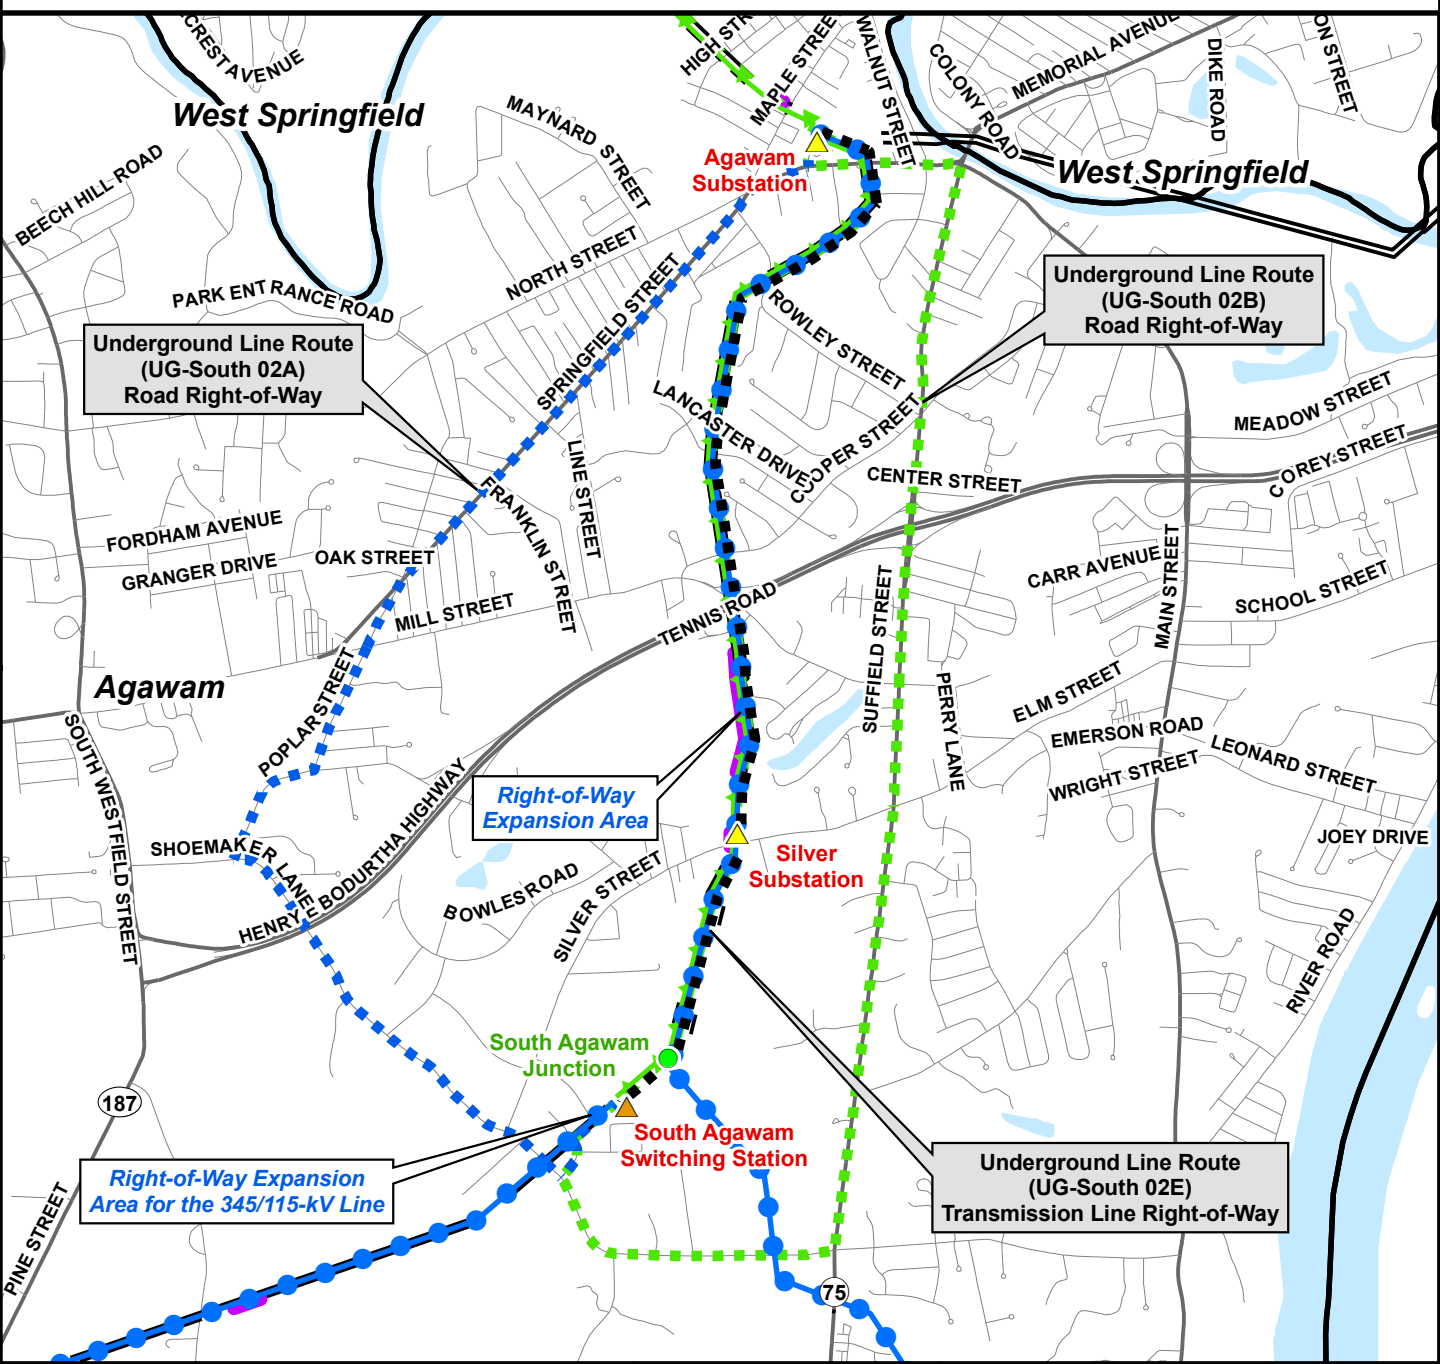 CREST AVENUE
West Springfield
HIGH STR
MAPLE STREET
WALNUT STREET
COLONY ROAD
MEMORIAL AVENUE
DIKE ROAD
ON STREET
BEECH HILL ROAD
MAYNARD STREET
Agawam
Substation
West Springfield
NORTH STREET
PARK ENTRANCE ROAD
SPRINGFIELD STREET
Underground Line Route
(UG-South 02A)
Road Right-of-Way
Underground Line Route
(UG-South 02B)
Road Right-of-Way
ROWLEY STREET
LANCASTER DRIVE
COOPER STREET
MEADOW STREET
COREY STREET
CENTER STREET
LINE STREET
FRANKLIN STREET
FORDHAM AVENUE
GRANGER DRIVE
OAK STREET
MILL STREET
TENNIS ROAD
CARR AVENUE
MAIN STREET
SCHOOL STREET
SUFFIELD STREET
PERRY LANE
ELM STREET
EMERSON ROAD
WRIGHT STREET
LEONARD STREET
JOEY DRIVE
Agawam
POPLAR STREET
SOUTH WESTFIELD STREET
SHOEMAKER LANE
HENRY E BODURTHA HIGHWAY
Right-of-Way
Expansion Area
Silver
Substation
BOWLES ROAD
SILVER STREET
RIVER ROAD
South Agawam
Junction
187
South Agawam
Switching Station
Right-of-Way Expansion
Area for the 345/115-kV Line
Underground Line Route
(UG-South 02E)
Transmission Line Right-of-Way
PINE STREET
75